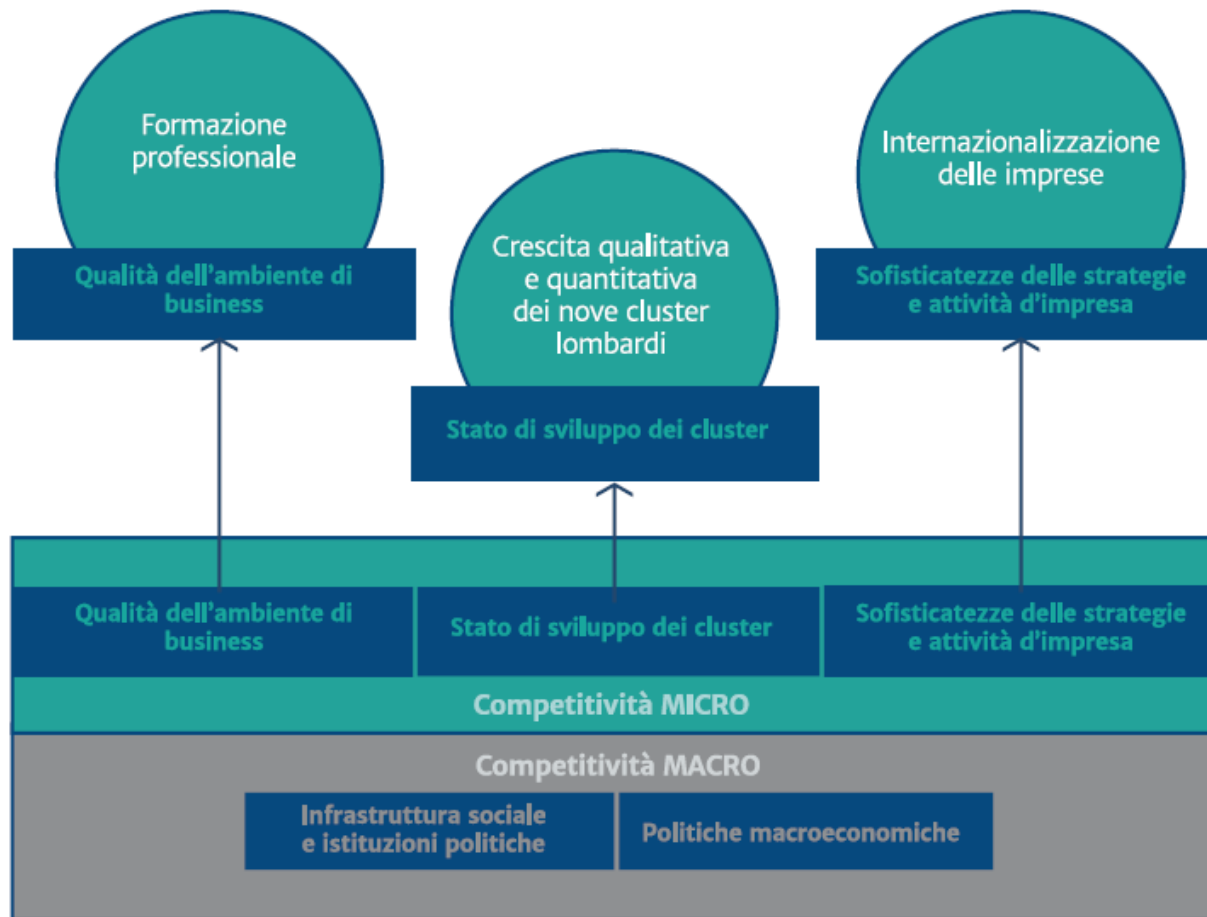 Formazione
professionale
Qualità dell'ambiente di
business
Crescita qualitativa
e quantitativa
dei nove cluster
lombardi
Stato di sviluppo dei cluster
Internazionalizzazione
delle imprese
Sofisticatezze delle strategie
e attività d'impresa
Qualità dell'ambiente di
business
Stato di sviluppo dei cluster
Sofisticatezze delle strategie
e attività d'impresa
Competitività MICRO
Competitività MACRO
Infrastruttura sociale
e istituzioni politiche
Politiche macroeconomiche